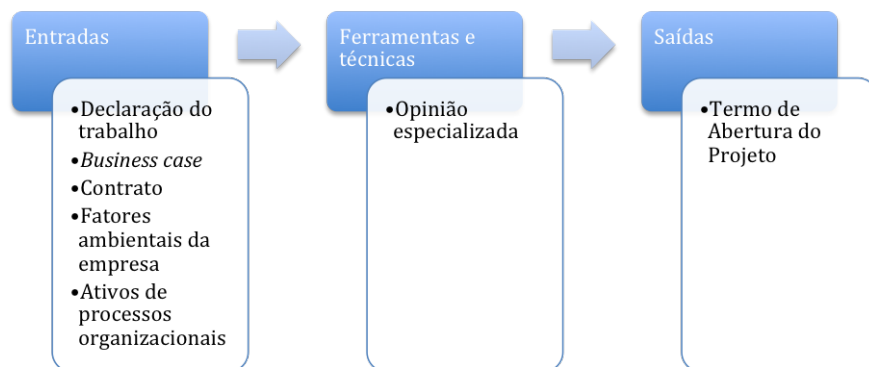 Entradas
•Declaração do
trabalho
•Business case
•Contrato
•Fatores
ambientais da
empresa
•Ativos de
processos
organizacionais
Ferramentas e
técnicas
•Opinião
especializada
Saídas
•Termo de
Abertura do
Projeto